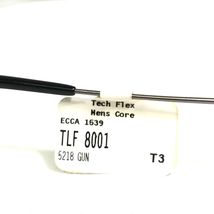 Tech Flex
Mens Core
ECCA 1639
TLF 8001
5218 GUN T3